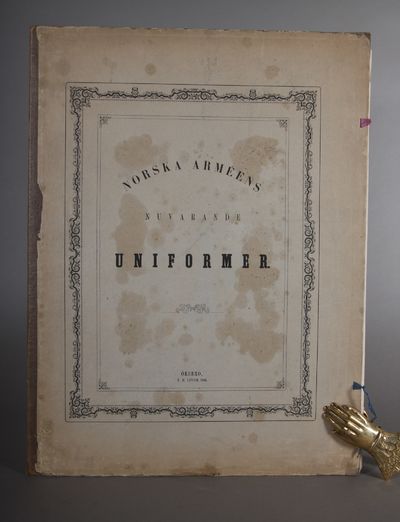 NORSKA ARMEENS
NUVARANDE
UNIFORMER.
ÖREBRO,